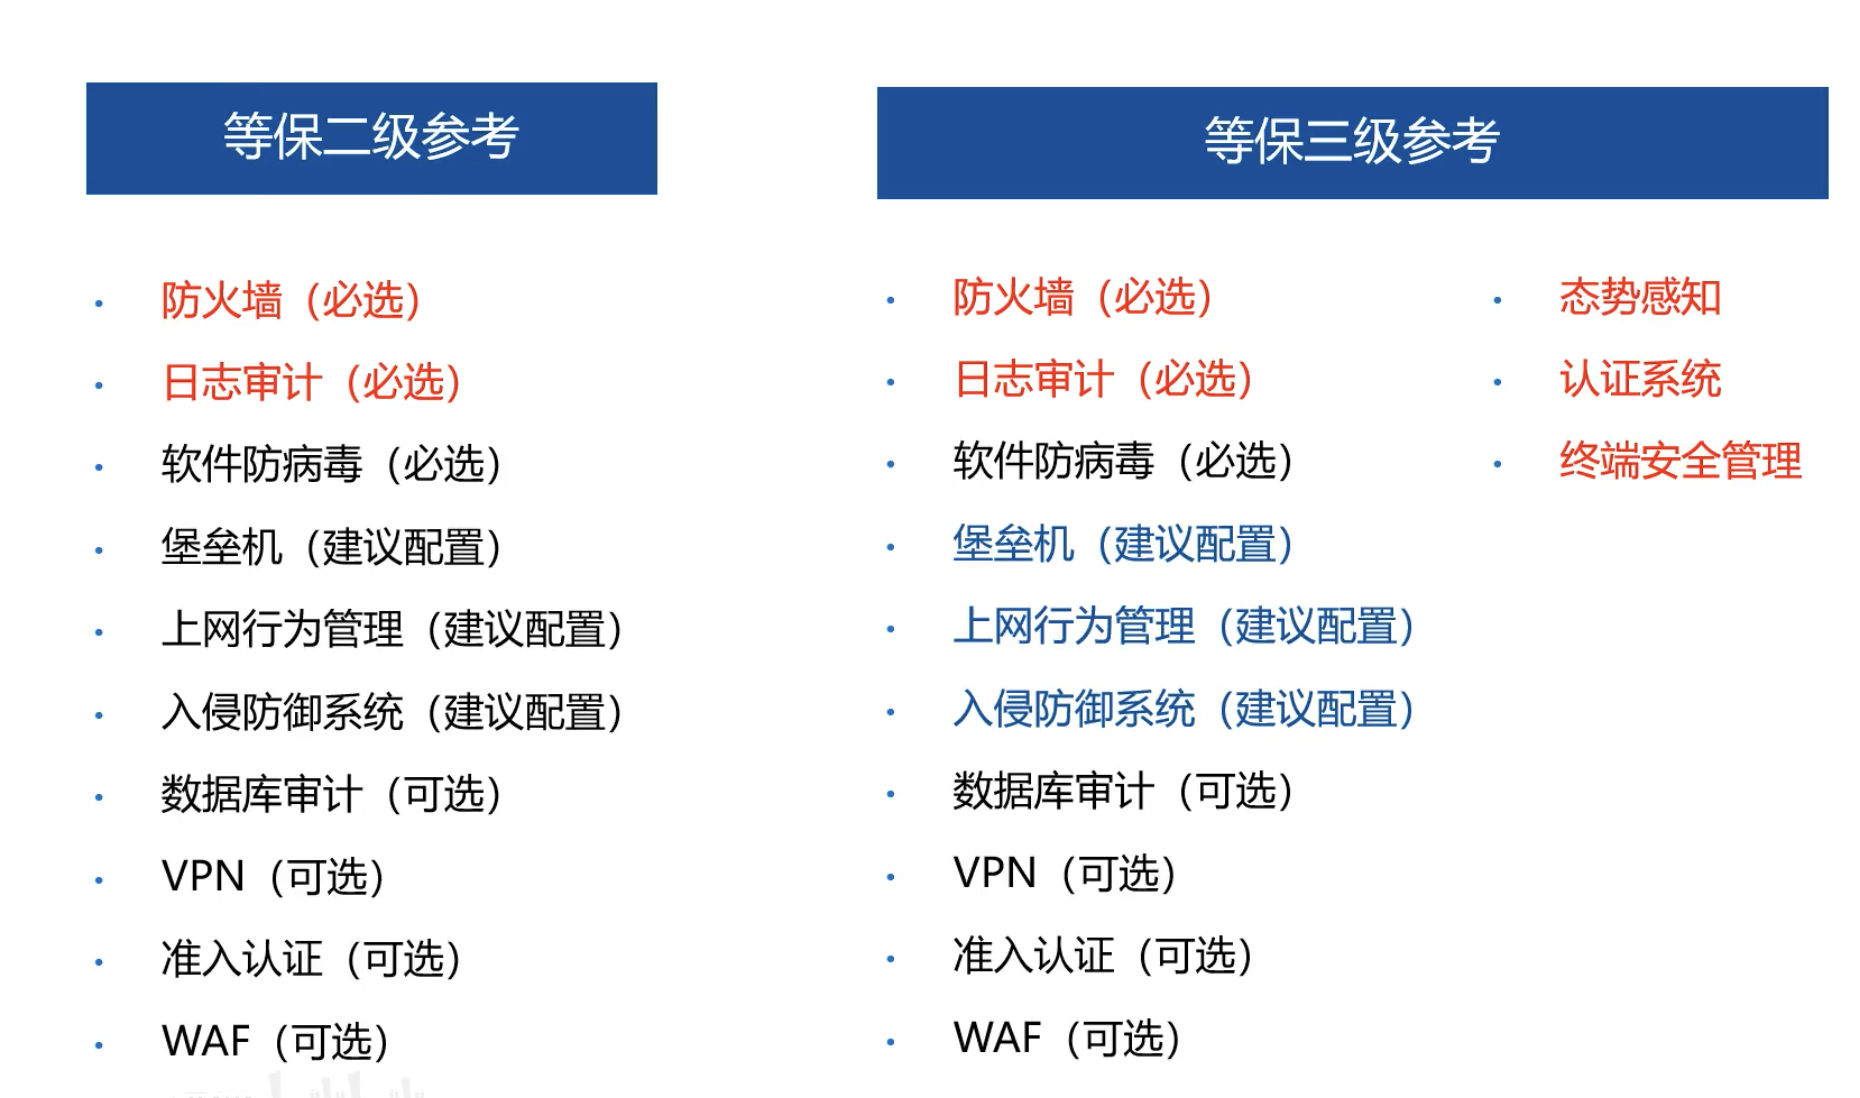 等保二级参考
防火墙（必选）
日志审计（必选）
软件防病毒（必选）
堡垒机（建议配置）
上网行为管理（建议配置）
入侵防御系统（建议配置）
数据库审计（可选）
VPN（可选）
准入认证（可选）
WAF（可选）
等保三级参考
防火墙（必选）
日志审计（必选）
软件防病毒（必选）
堡垒机（建议配置）
上网行为管理（建议配置）
入侵防御系统（建议配置）
数据库审计（可选）
VPN（可选）
准入认证（可选）
WAF（可选）
态势感知
认证系统
终端安全管理